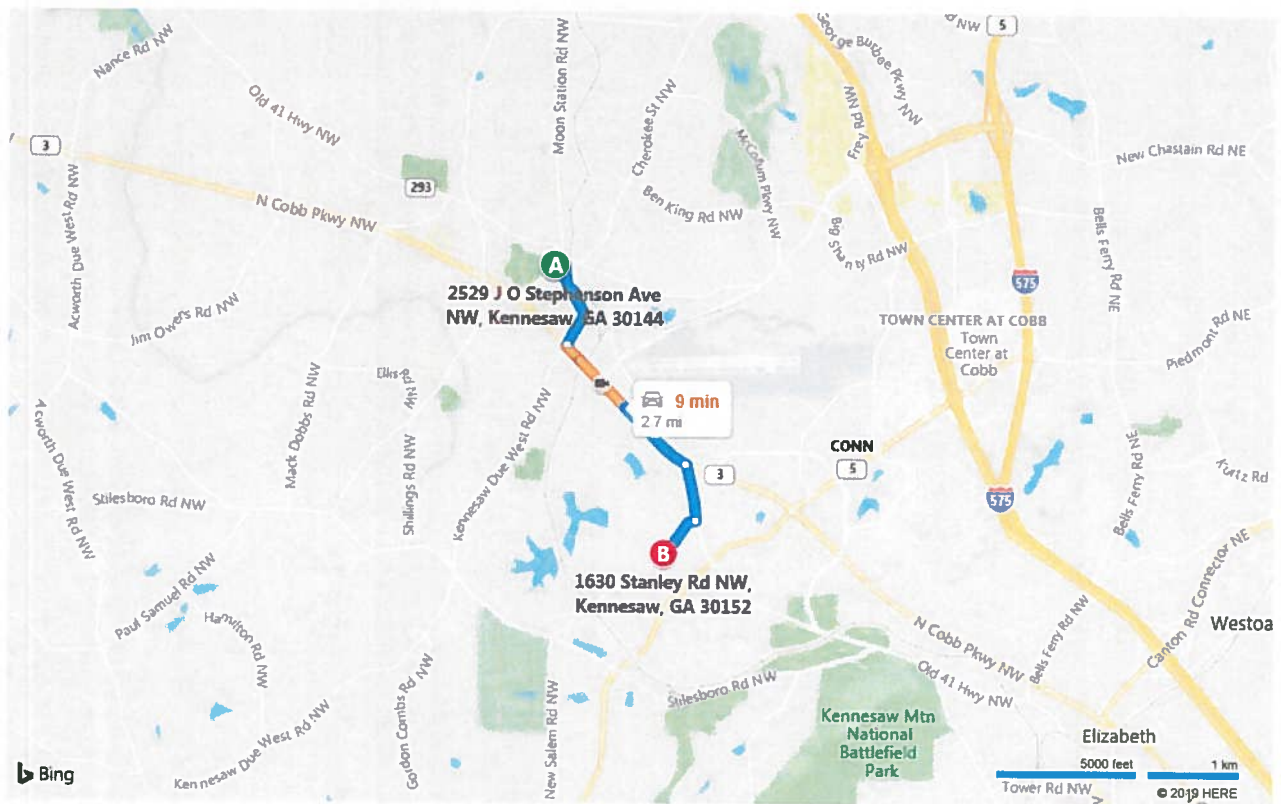 Nance Rd NW
Old 41 Hwy NW
Moon Station Rd NW
Cherokee St NW
McCollum Pkwy NW
Ben King Rd NW
George Busbee Pkwy NW
Frey Rd NW
5
New Chastain Rd NE
3
293
N Cobb Pkwy NW
Acworth Due West Rd NW
Jim Owens Rd NW
Big Shanty Rd NW
Bells Ferry Rd NE
575
A
2529 J O Stephenson Ave
NW, Kennesaw, GA 30144
TOWN CENTER AT COBB
Town
Center at
Cobb
Piedmont Rd NE
Mack Dobbs Rd NW
9 min
2.7 mi
Acworth Due West Rd NW
Stilesboro Rd NW
Shillings Rd NW
Kennesaw Due West Rd NW
CONN
5
3
575
Bells Ferry Rd NE
Kurtz Rd
B
1630 Stanley Rd NW,
Kennesaw, GA 30152
Paul Samuel Rd NW
Hamilton Rd NW
Gordon Combs Rd NW
Kennesaw Due West Rd NW
New Salem Rd NW
Stilesboro Rd NW
N Cobb Pkwy NW
Old 41 Hwy NW
Bells Ferry Rd NW
Canton Rd Connector NE
Westoa
Kennesaw Mtn
National
Battlefield
Park
Elizabeth
5000 feet
1 km
Tower Rd NW
Bing
© 2019 HERE